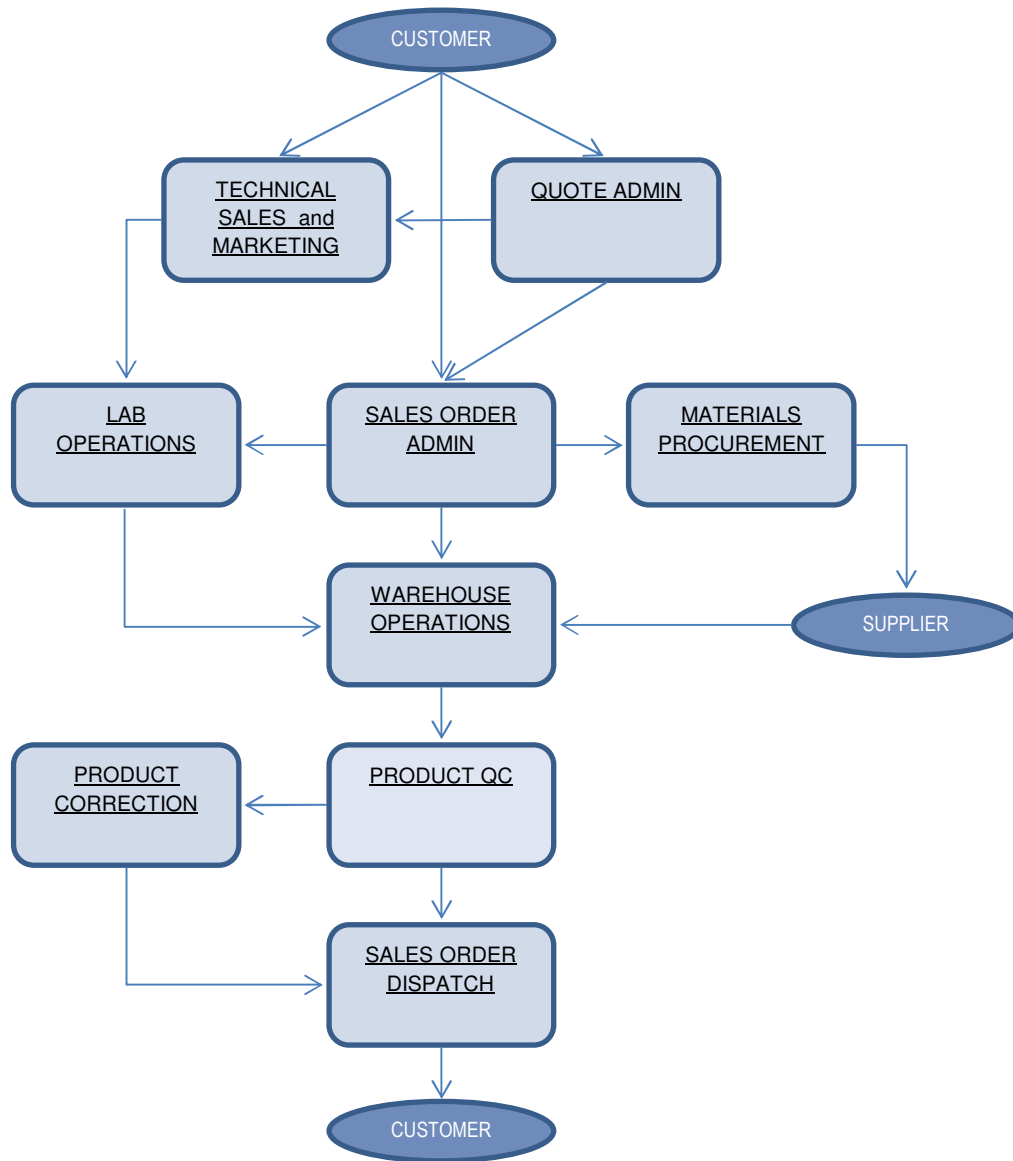 CUSTOMER
TECHNICAL
SALES and
MARKETING
QUOTE ADMIN
LAB
OPERATIONS
SALES ORDER
ADMIN
MATERIALS
PROCUREMENT
WAREHOUSE
OPERATIONS
SUPPLIER
PRODUCT
CORRECTION
PRODUCT QC
SALES ORDER
DISPATCH
CUSTOMER